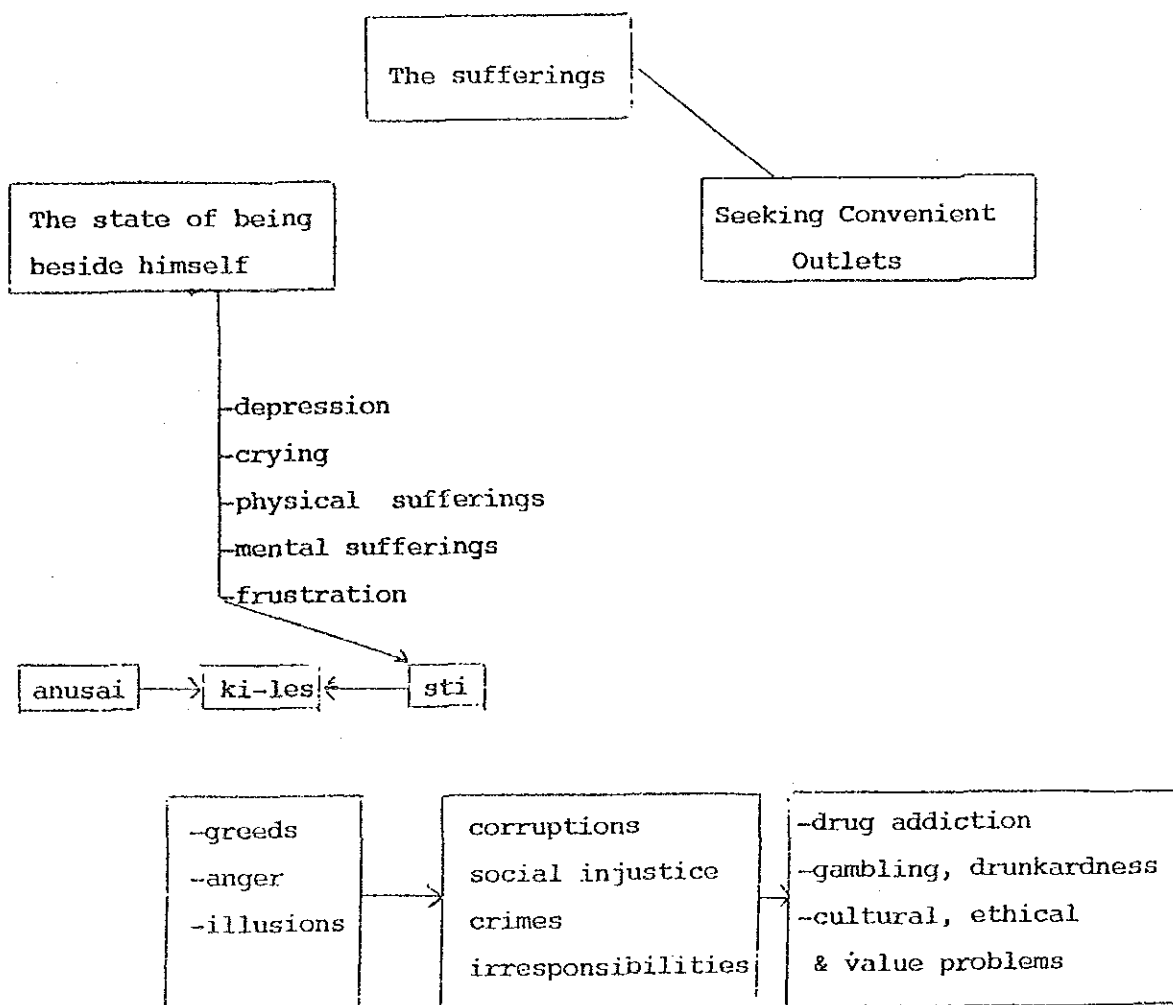 The sufferings
The state of being
beside himself
Seeking Convenient
Outlets
-depression
-crying
-physical sufferings
-mental sufferings
-frustration
anusai
ki-les
sti
-greeds
-anger
-illusions
corruptions
social injustice
crimes
irresponsibilities
-drug addiction
-gambling, drunkardness
-cultural, ethical
& value problems